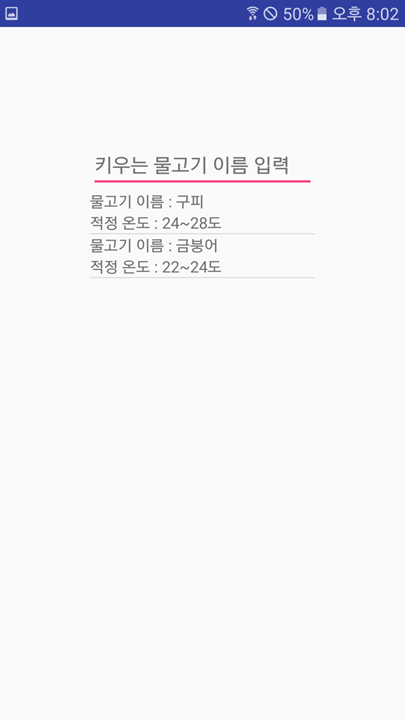 50% 오후 8:02
키우는 물고기 이름 입력
물고기 이름 : 구피
적정 온도 : 24~28도
물고기 이름 : 금붕어
적정 온도 : 22~24도